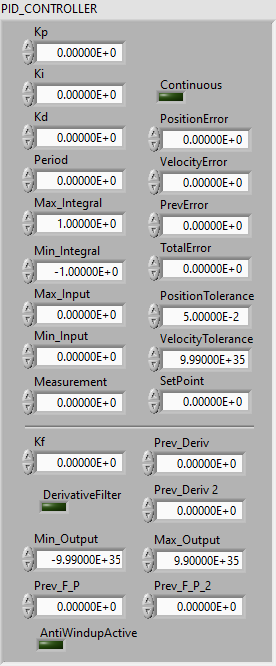 PID_CONTROLLER
Kp
0.00000E+0
Ki
0.00000E+0
Continuous
Kd
0.00000E+0
PositionError
0.00000E+0
Period
0.00000E+0
VelocityError
0.00000E+0
Max_Integral
1.00000E+0
PrevError
0.00000E+0
Min_Integral
-1.00000E+0
TotalError
0.00000E+0
Max_Input
0.00000E+0
PositionTolerance
5.00000E-2
Min_Input
0.00000E+0
VelocityTolerance
9.99000E+35
Measurement
0.00000E+0
SetPoint
0.00000E+0
Kf
0.00000E+0
Prev_Deriv
0.00000E+0
DerivativeFilter
Prev_Deriv 2
0.00000E+0
Min_Output
-9.99000E+35
Max_Output
9.90000E+35
Prev_F_P
0.00000E+0
Prev_F_P_2
0.00000E+0
AntiWindupActive